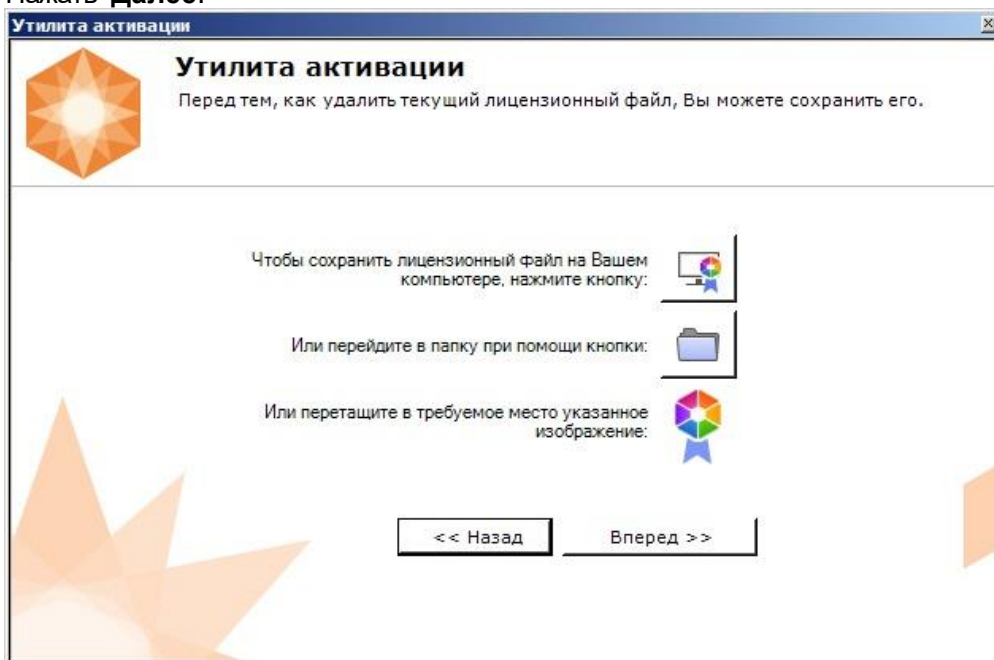 Нажать Далее.
Утилита активации
Утилита активации
Перед тем, как удалить текущий лицензионный файл, Вы можете сохранить его.
Чтобы сохранить лицензионный файл на Вашем
компьютере, нажмите кнопку:
Или перейдите в папку при помощи кнопки:
Или перетащите в требуемое место указанное
изображение:
<< Назад
Вперед >>